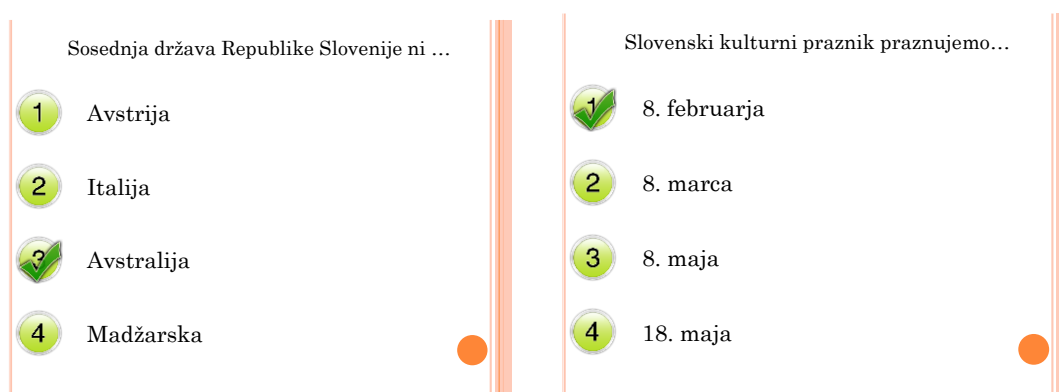 Sosednja država Republike Slovenije ni …
1 Avstrija
2 Italija
3 Avstralija
4 Madžarska
Slovenski kulturni praznik praznujemo…
1 8. februarja
2 8. marca
3 8. maja
4 18. maja